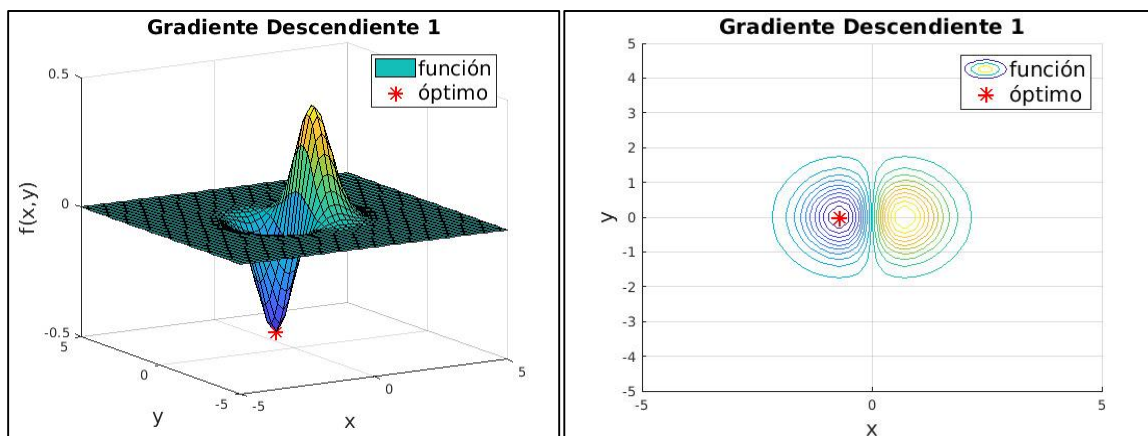 Gradiente Descendiente 1
función
óptimo
0.5
0
-0.5
f(x,y)
5
0
-5
y
-5
0
5
x
Gradiente Descendiente 1
función
óptimo
5
4
3
2
1
0
-1
-2
-3
-4
-5
y
-5
0
5
x